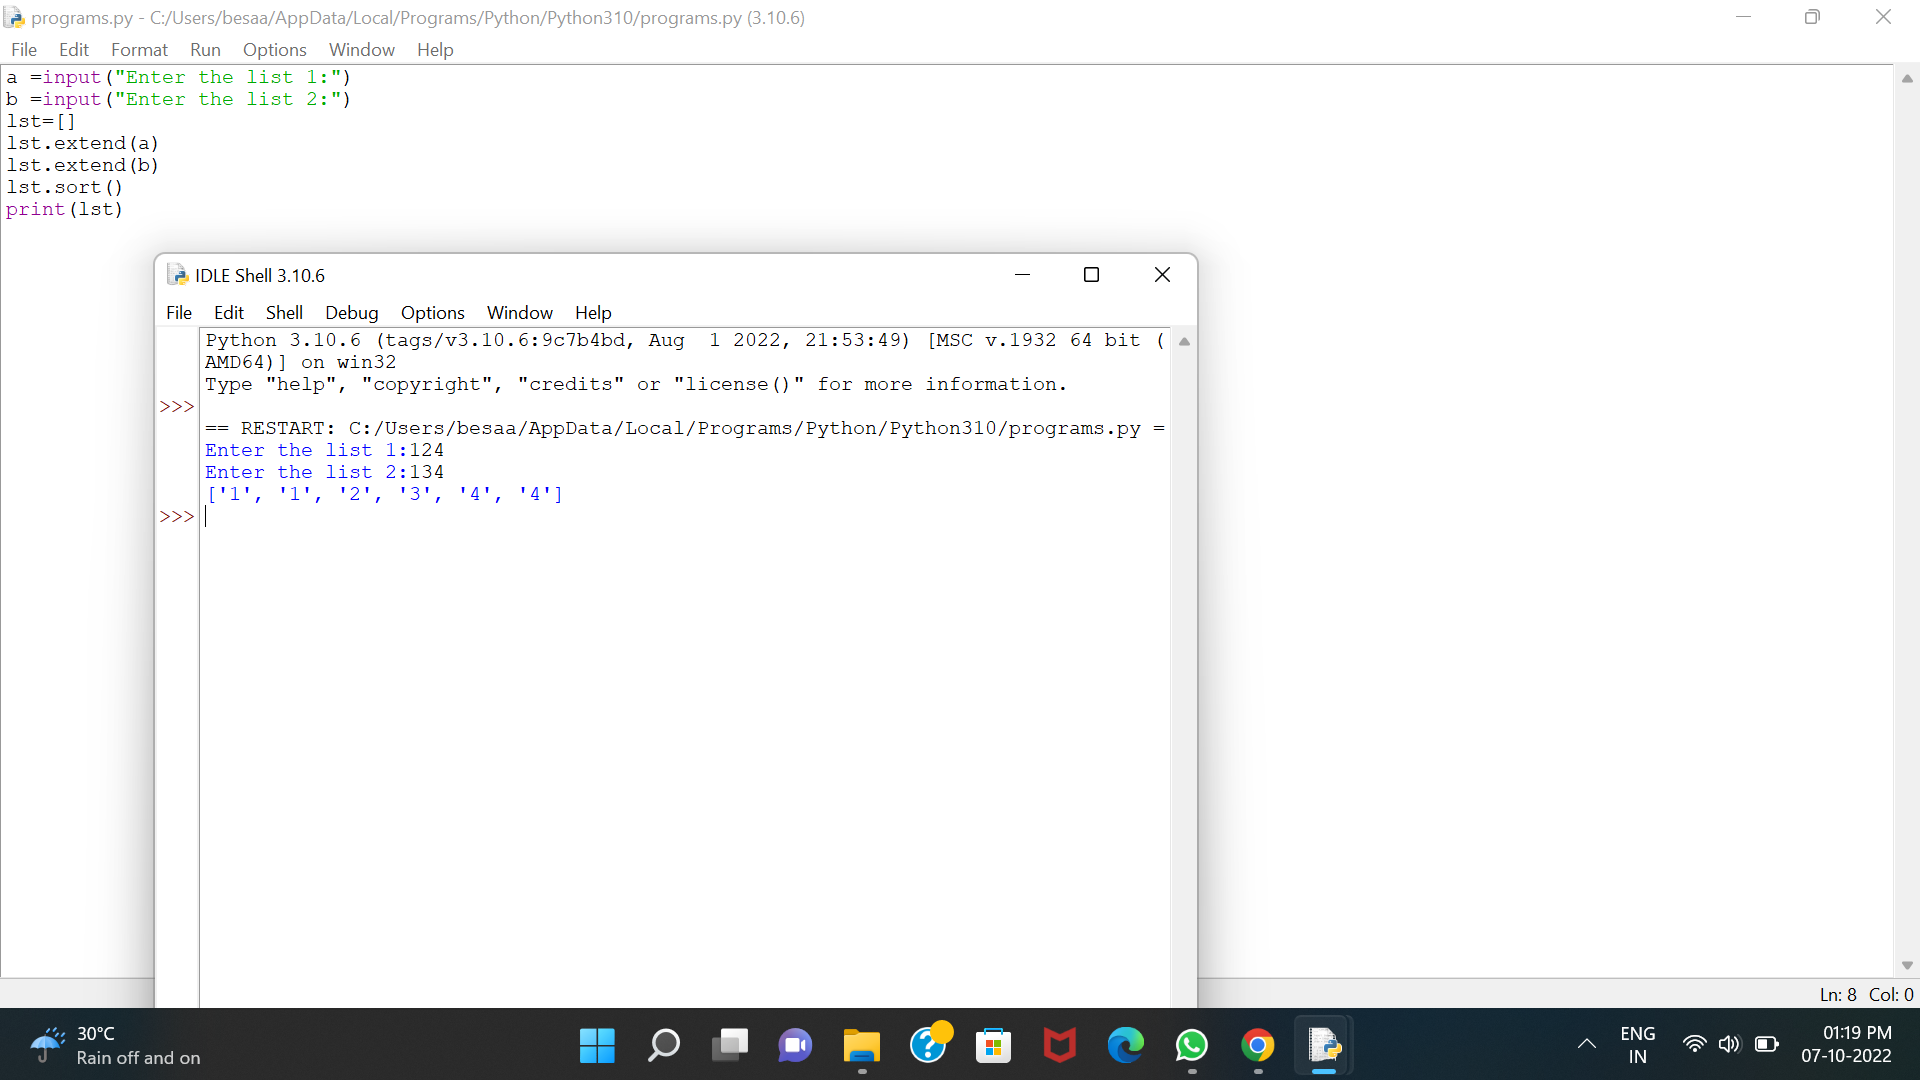 programs.py - C:/Users/besaa/AppData/Local/Programs/Python/Python310/programs.py (3.10.6)
File Edit Format Run Options Window Help
a =input("Enter the list 1:")
b =input("Enter the list 2:")
lst=[]
lst.extend(a)
lst.extend(b)
lst.sort()
print(lst)
IDLE Shell 3.10.6
File Edit Shell Debug Options Window Help
Python 3.10.6 (tags/v3.10.6:9c7b4bd, Aug  1 2022, 21:53:49) [MSC v.1932 64 bit (
AMD64)] on win32
Type "help", "copyright", "credits" or "license()" for more information.
>>>
== RESTART: C:/Users/besaa/AppData/Local/Programs/Python/Python310/programs.py =
Enter the list 1:124
Enter the list 2:134
['1', '1', '2', '3', '4', '4']
>>>
Ln: 8 Col: 0
30°C
Rain off and on
ENG
IN
01:19 PM
07-10-2022